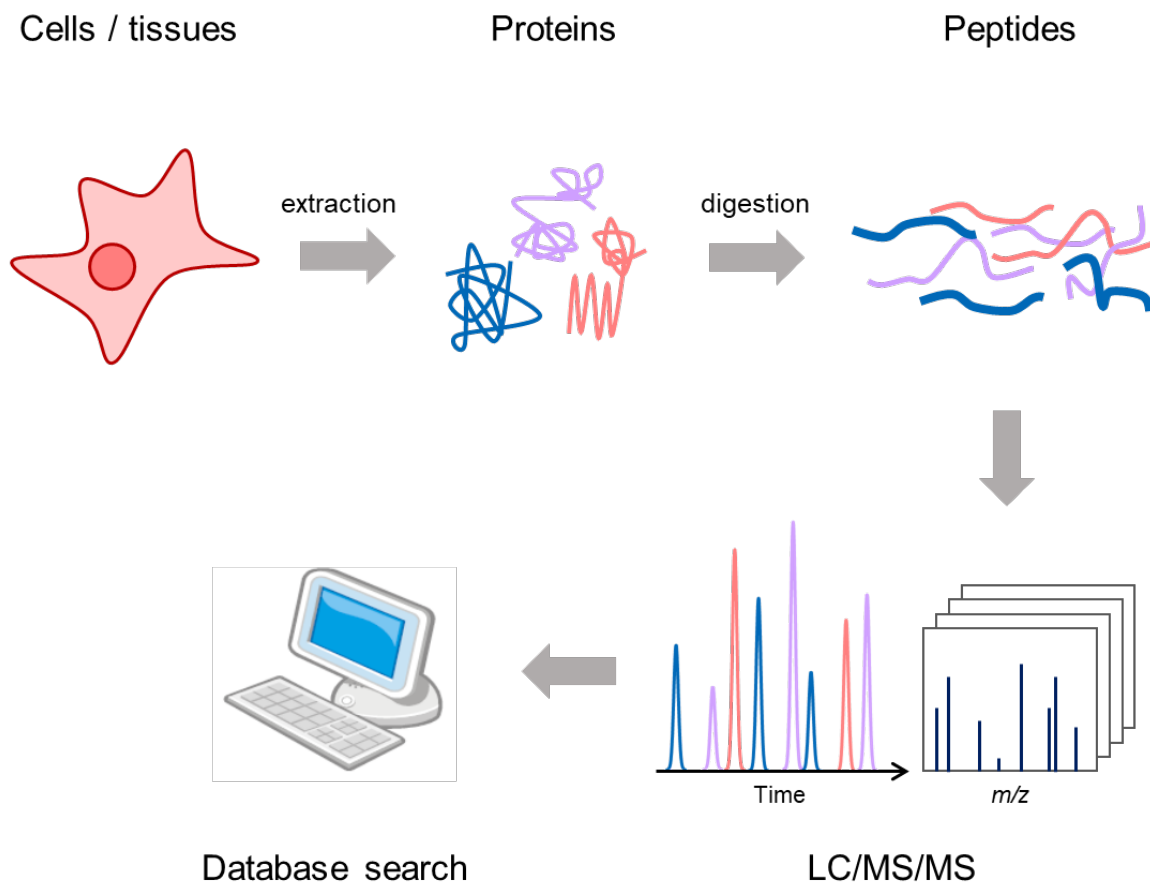 Cells / tissues
Proteins
Peptides
extraction
digestion
Time
m/z
Database search
LC/MS/MS